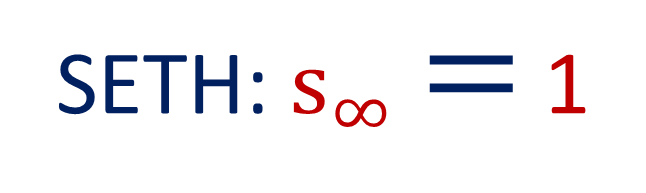 SETH: s∞ = 1